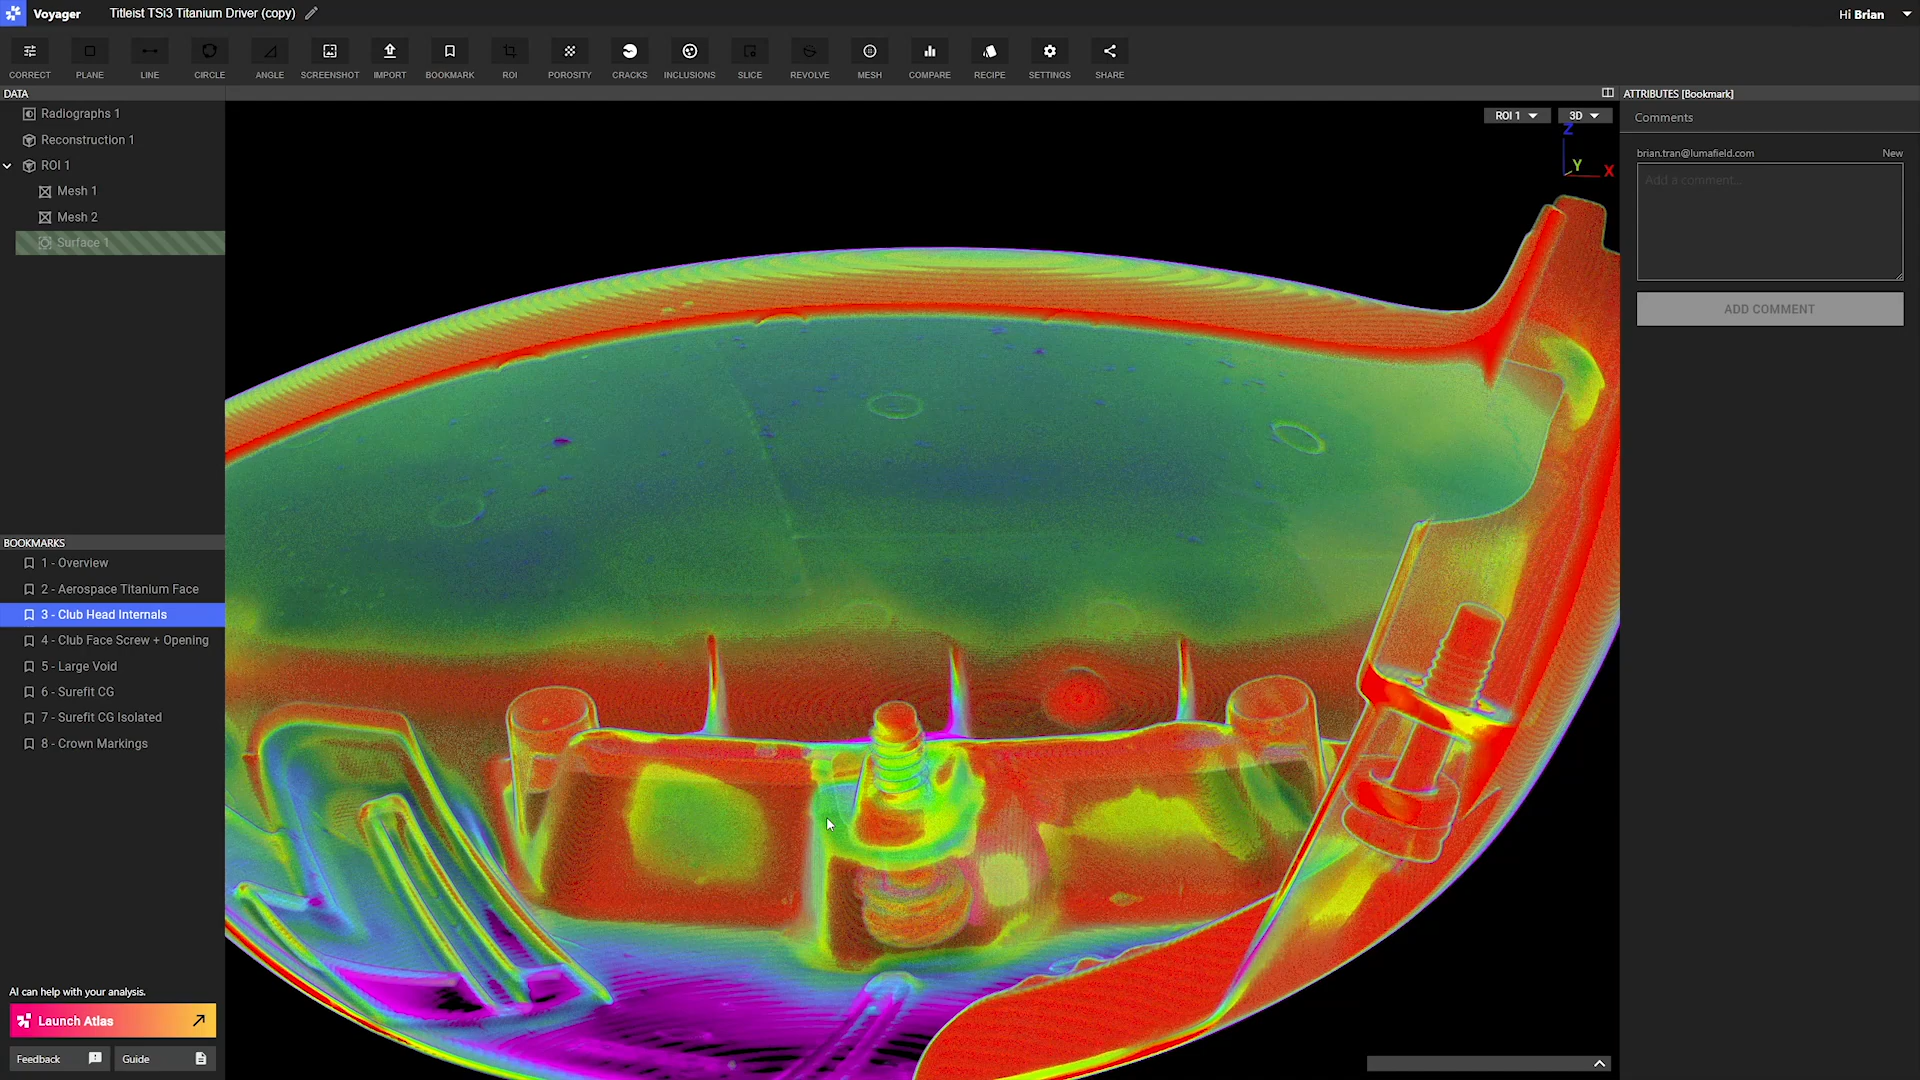 Voyager
Titleist TSi3 Titanium Driver (copy)
Hi Brian
CORRECT
PLANE
LINE
CIRCLE
ANGLE
SCREENSHOT
IMPORT
BOOKMARK
ROI
POROSITY
CRACKS
INCLUSIONS
SLICE
REVOLVE
MESH
COMPARE
RECIPE
SETTINGS
SHARE
DATA
Radiographs 1
Reconstruction 1
ROI 1
Mesh 1
Mesh 2
Surface 1
BOOKMARKS
1 - Overview
2 - Aerospace Titanium Face
3 - Club Head Internals
4 - Club Face Screw + Opening
5 - Large Void
6 - Surefit CG
7 - Surefit CG Isolated
8 - Crown Markings
AI can help with your analysis.
Launch Atlas
Feedback
Guide
ROI 1
3D
Z
Y
X
ATTRIBUTES [Bookmark]
Comments
brian.tran@lumafield.com
New
Add a comment...
ADD COMMENT